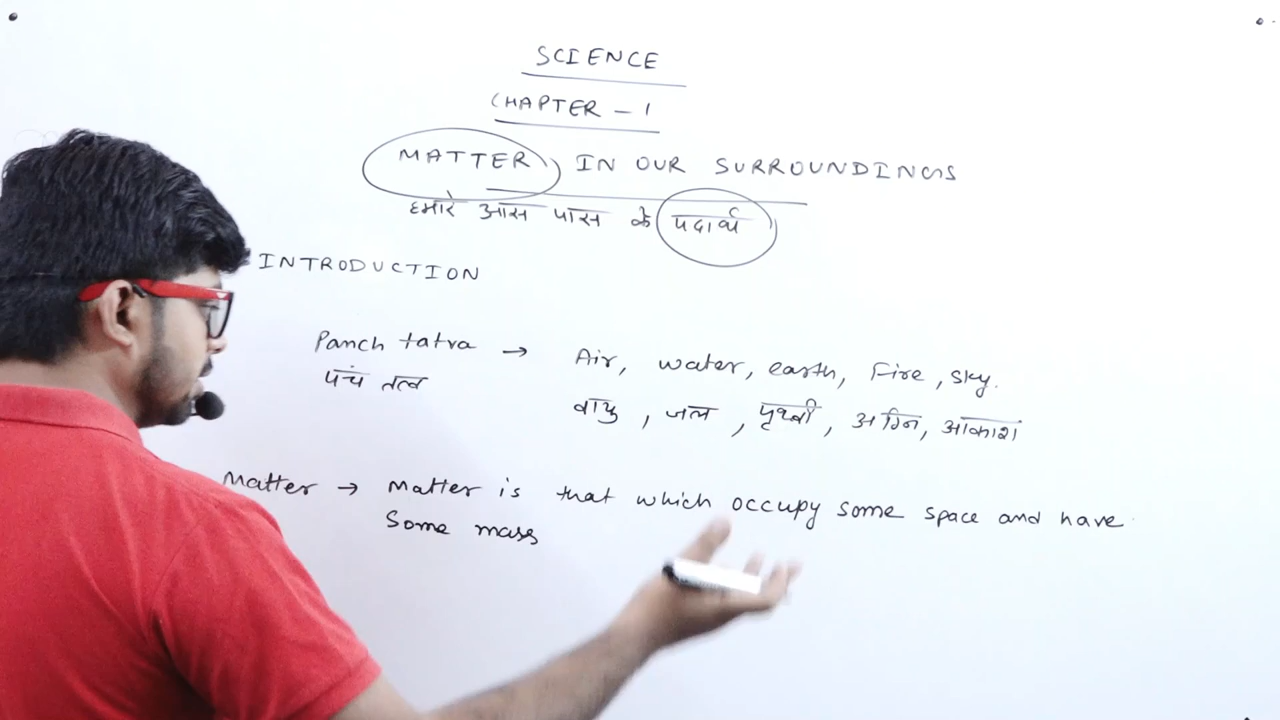 SCIENCE
CHAPTER - 1
MATTER IN OUR SURROUNDINGS
हमारे आस पास के पदार्थ
INTRODUCTION
Panch tatva → Air, water, earth, Fire, sky.
पंच तत्व वायु, जल, पृथ्वी, अग्नि, आकाश
Matter → Matter is that which occupy some space and have
Some mass